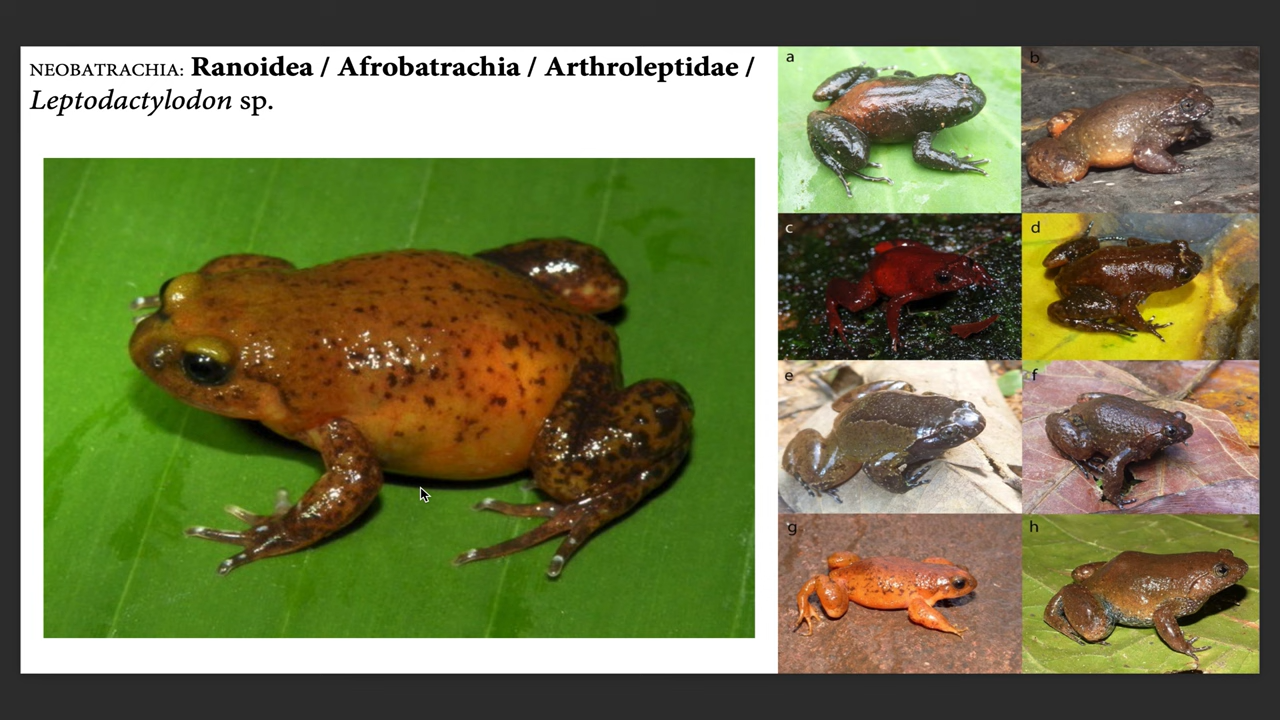 NEOBATRACHIA: Ranoidea / Afrobatrachia / Arthroleptidae /
Leptodactylodon sp.
a
b
c
d
e
f
g
h